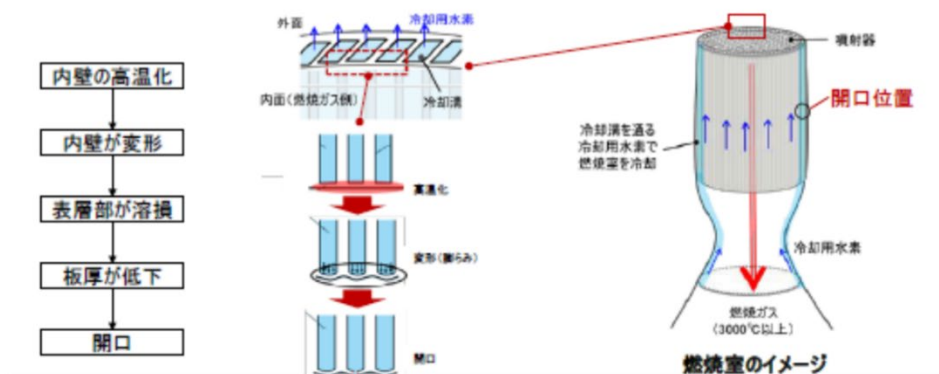 内壁の高温化
内壁が変形
表層部が溶損
板厚が低下
開口
外面
冷却用水素
内面(燃焼ガス側)
冷却溝
高温化
変形(膨らみ)
開口
噴射器
開口位置
冷却溝を通る
冷却用水素で
燃焼室を冷却
冷却用水素
燃焼ガス
(3000℃以上)
燃焼室のイメージ